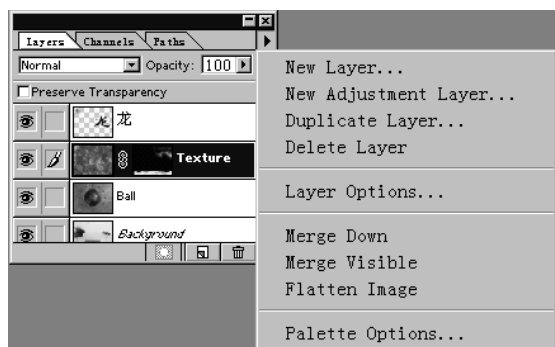 Layers Channels Paths
Normal Opacity: 100
Preserve Transparency
龙
Texture
Ball
Background
New Layer...
New Adjustment Layer...
Duplicate Layer...
Delete Layer
Layer Options...
Merge Down
Merge Visible
Flatten Image
Palette Options...